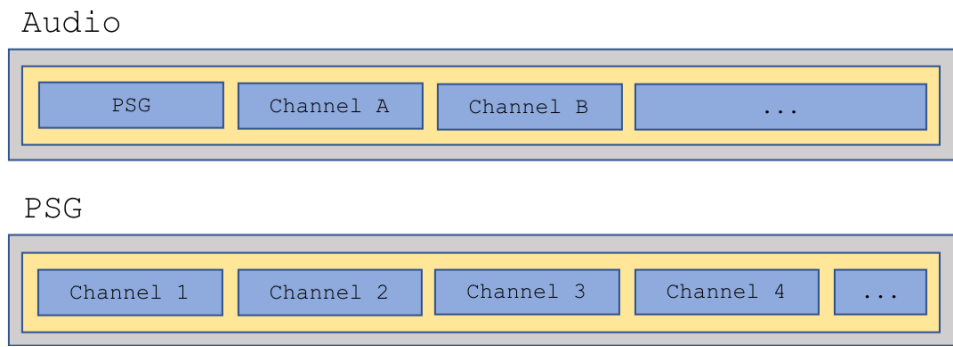 Audio
PSG Channel A Channel B ...
PSG
Channel 1 Channel 2 Channel 3 Channel 4 ...